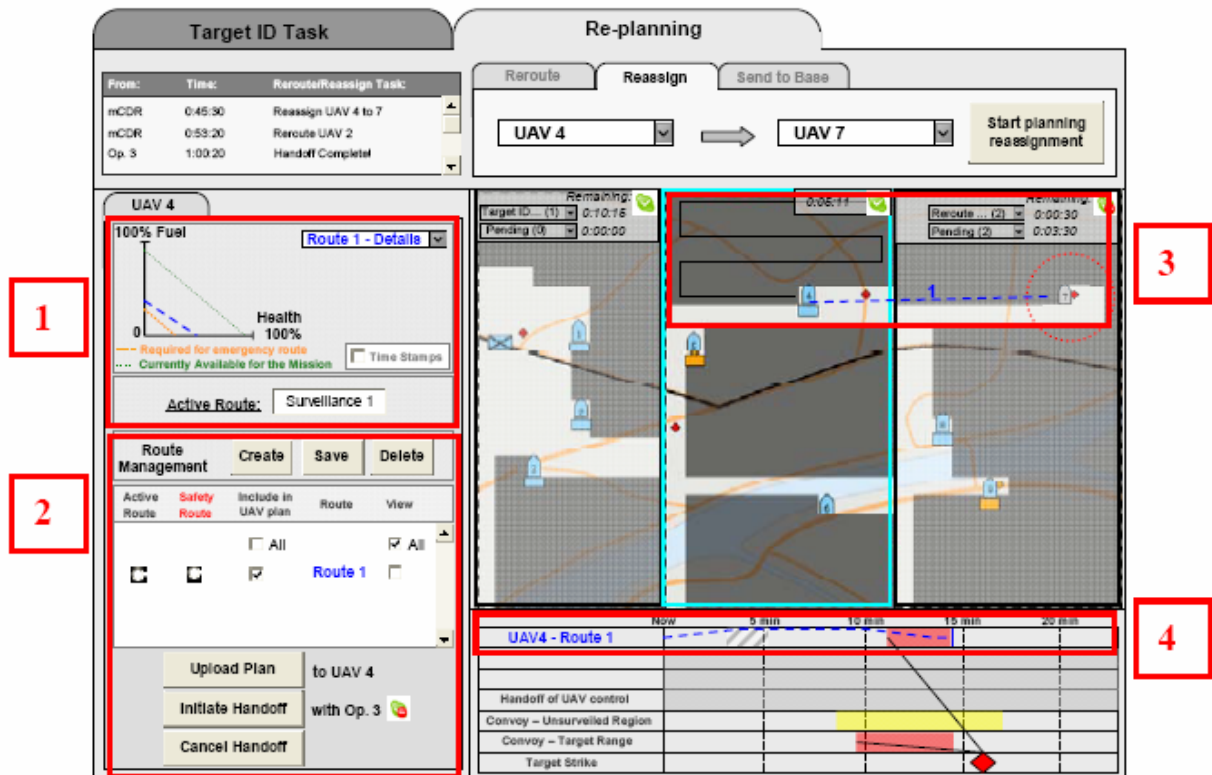 Target ID Task
Re-planning
From: Time: Reroute/Reassign Task:
mCDR 0:45:30 Reassign UAV 4 to 7
mCDR 0:53:20 Reroute UAV 2
Op. 3 1:00:20 Handoff Complete!
Reroute Reassign Send to Base
UAV 4
UAV 7
Start planning
reassignment
UAV 4
100% Fuel
Route 1 - Details
0
Health
100%
Required for emergency route
Currently Available for the Mission
Time Stamps
Active Route: Surveillance 1
1
Route
Management
Create Save Delete
Active
Route
Safety
Route
Include in
UAV plan
Route
View
All
All
Route 1
2
Upload Plan to UAV 4
Initiate Handoff with Op. 3
Cancel Handoff
Remaining:
Target ID... (1) 0:10:15
Pending (0) 0:00:00
0:05:11
Remaining:
Reroute ... (2) 0:00:30
Pending (2) 0:03:30
1
4
7
3
Now 5 min 10 min 15 min 20 min
UAV4 - Route 1
4
Handoff of UAV control
Convoy – Unsurveiled Region
Convoy – Target Range
Target Strike